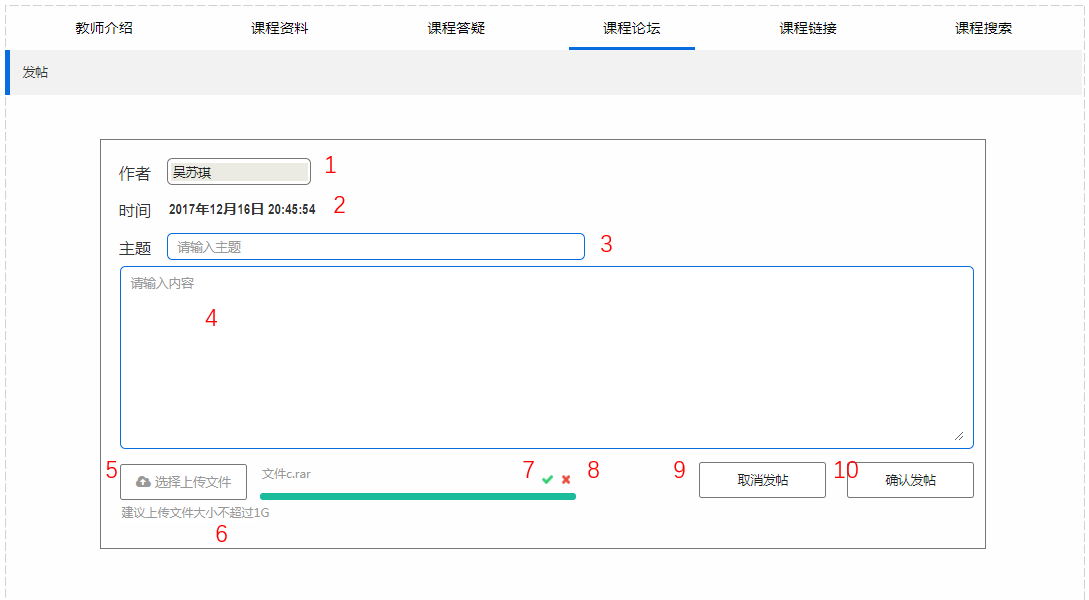 教师介绍 课程资料 课程答疑 课程论坛 课程链接 课程搜索
发帖
作者 吴苏琪 1
时间 2017年12月16日 20:45:54 2
主题 请输入主题 3
请输入内容
4
5 选择上传文件 文件c.rar 7 8 9 取消发帖 10 确认发帖
建议上传文件大小不超过1G
6